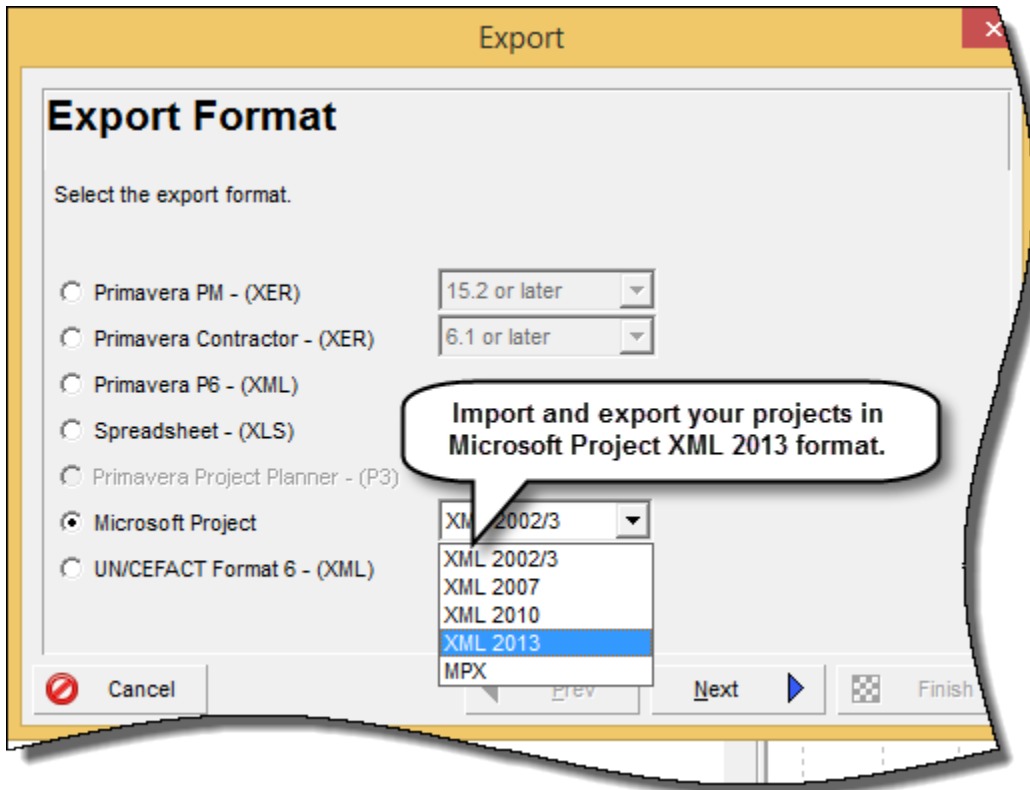 Export
Export Format
Select the export format.
Primavera PM - (XER)
15.2 or later
Primavera Contractor - (XER)
6.1 or later
Primavera P6 - (XML)
Import and export your projects in
Microsoft Project XML 2013 format.
Spreadsheet - (XLS)
Primavera Project Planner - (P3)
Microsoft Project
XML 2002/3
XML 2002/3
XML 2007
XML 2010
XML 2013
MPX
UN/CEFACT Format 6 - (XML)
Cancel
Prev
Next
Finish